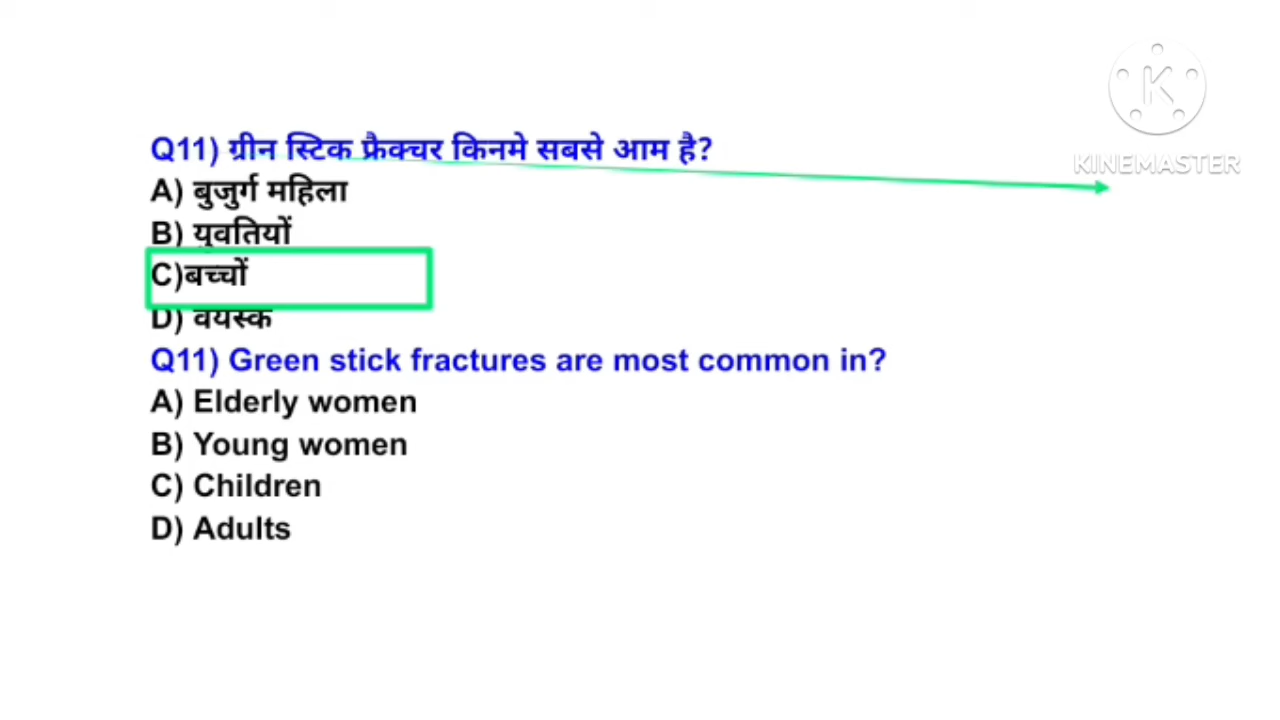 Q11) ग्रीन स्टिक फ्रैक्चर किनमे सबसे आम है?
A) बुजुर्ग महिला
B) युवतियों
C)बच्चों
D) वयस्क
Q11) Green stick fractures are most common in?
A) Elderly women
B) Young women
C) Children
D) Adults
K
KINEMASTER